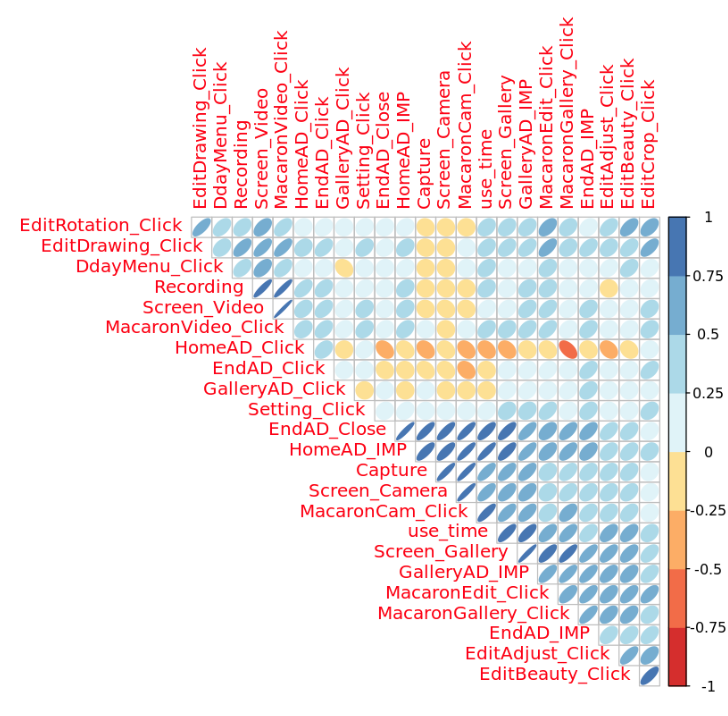 EditDrawing_Click
DdayMenu_Click
Recording
Screen_Video
MacaronVideo_Click
HomeAD_Click
EndAD_Click
GalleryAD_Click
Setting_Click
EndAD_Close
HomeAD_IMP
Capture
Screen_Camera
MacaronCam_Click
use_time
Screen_Gallery
GalleryAD_IMP
MacaronEdit_Click
MacaronGallery_Click
EndAD_IMP
EditAdjust_Click
EditBeauty_Click
EditCrop_Click
EditRotation_Click
EditDrawing_Click
DdayMenu_Click
Recording
Screen_Video
MacaronVideo_Click
HomeAD_Click
EndAD_Click
GalleryAD_Click
Setting_Click
EndAD_Close
HomeAD_IMP
Capture
Screen_Camera
MacaronCam_Click
use_time
Screen_Gallery
GalleryAD_IMP
MacaronEdit_Click
MacaronGallery_Click
EndAD_IMP
EditAdjust_Click
EditBeauty_Click
1
0.75
0.5
0.25
0
-0.25
-0.5
-0.75
-1